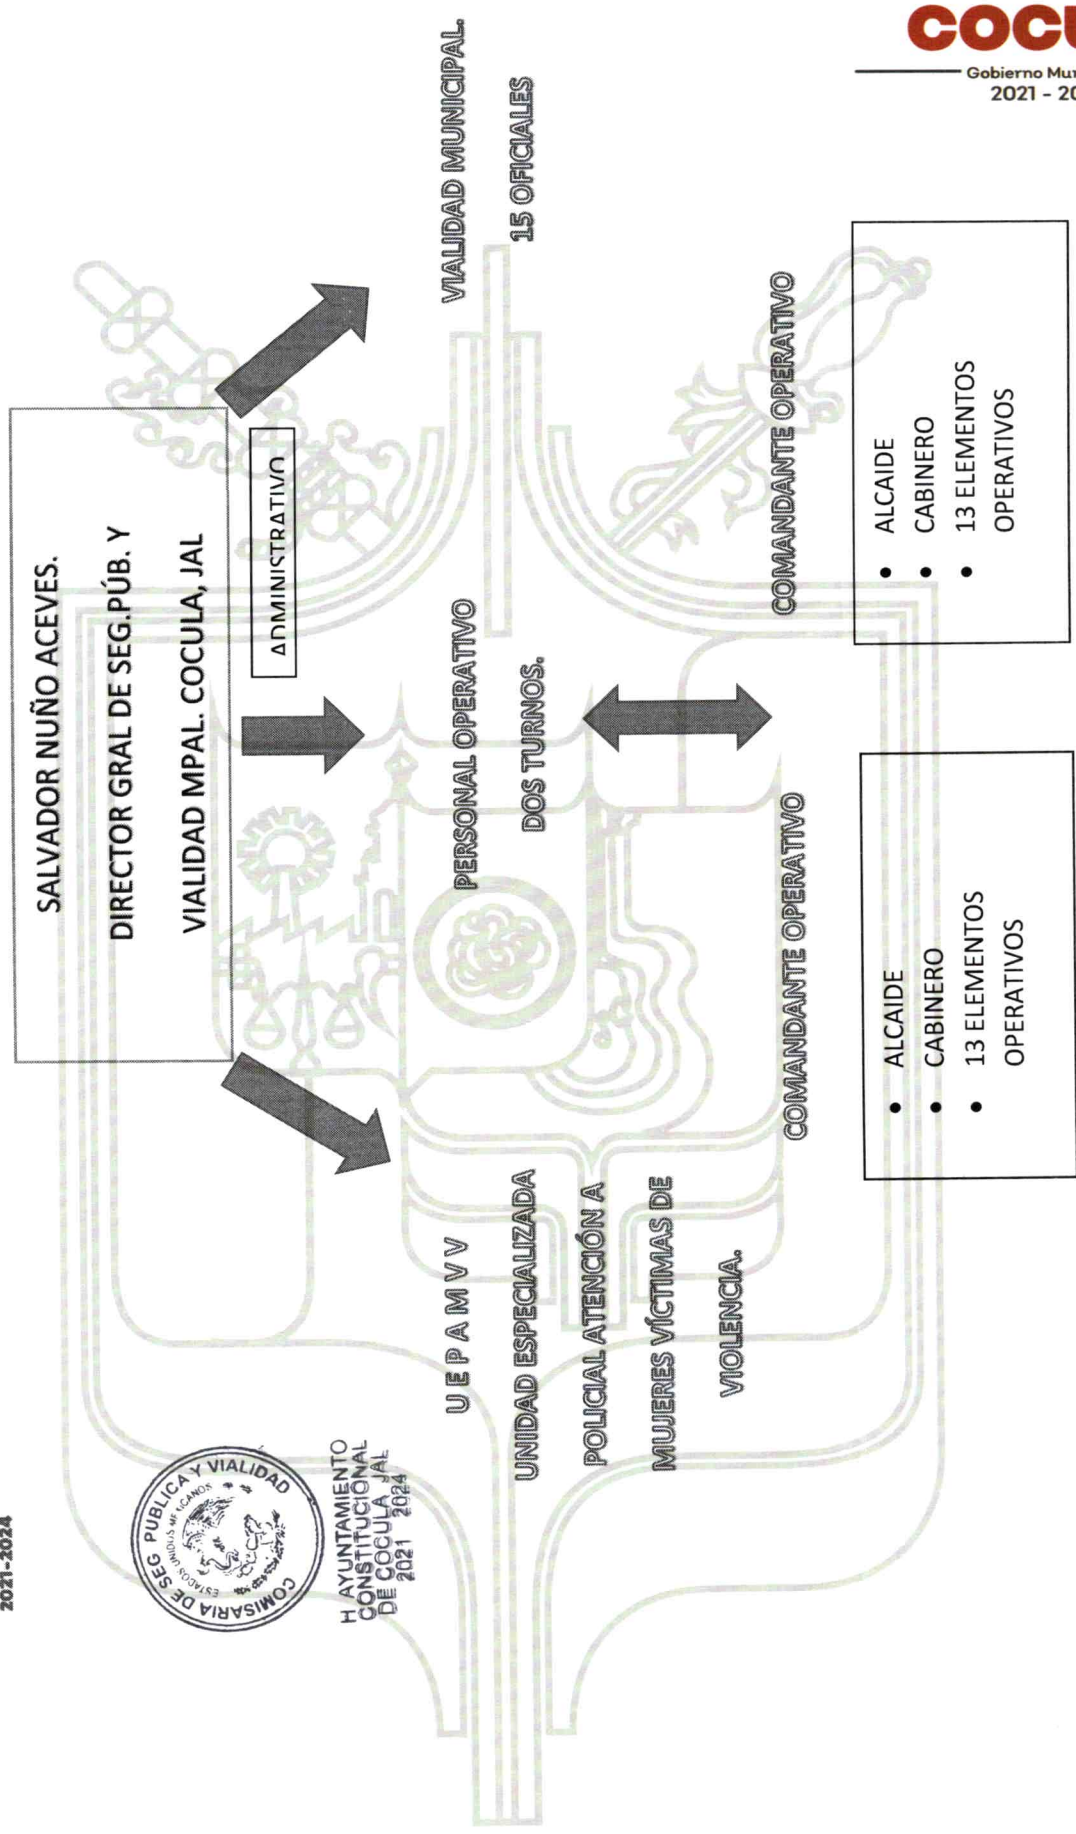 COCU
Gobierno Mun
2021 - 20
2021-2024
SALVADOR NUÑO ACEVES.
DIRECTOR GRAL DE SEG.PÚB. Y
VIALIDAD MPAL. COCULA, JAL
ADMINISTRATIVO
COMISARIA DE SEG PUBLICA Y VIALIDAD
ESTADOS UNIDOS MEXICANOS
H AYUNTAMIENTO
CONSTITUCIONAL
DE COCULA JAL
2021 2024
U E P A M V V
UNIDAD ESPECIALIZADA
POLICIAL ATENCIÓN A
MUJERES VÍCTIMAS DE
VIOLENCIA.
PERSONAL OPERATIVO
DOS TURNOS.
VIALIDAD MUNICIPAL.
15 OFICIALES
COMANDANTE OPERATIVO
• ALCAIDE
• CABINERO
• 13 ELEMENTOS
OPERATIVOS
COMANDANTE OPERATIVO
• ALCAIDE
• CABINERO
• 13 ELEMENTOS
OPERATIVOS